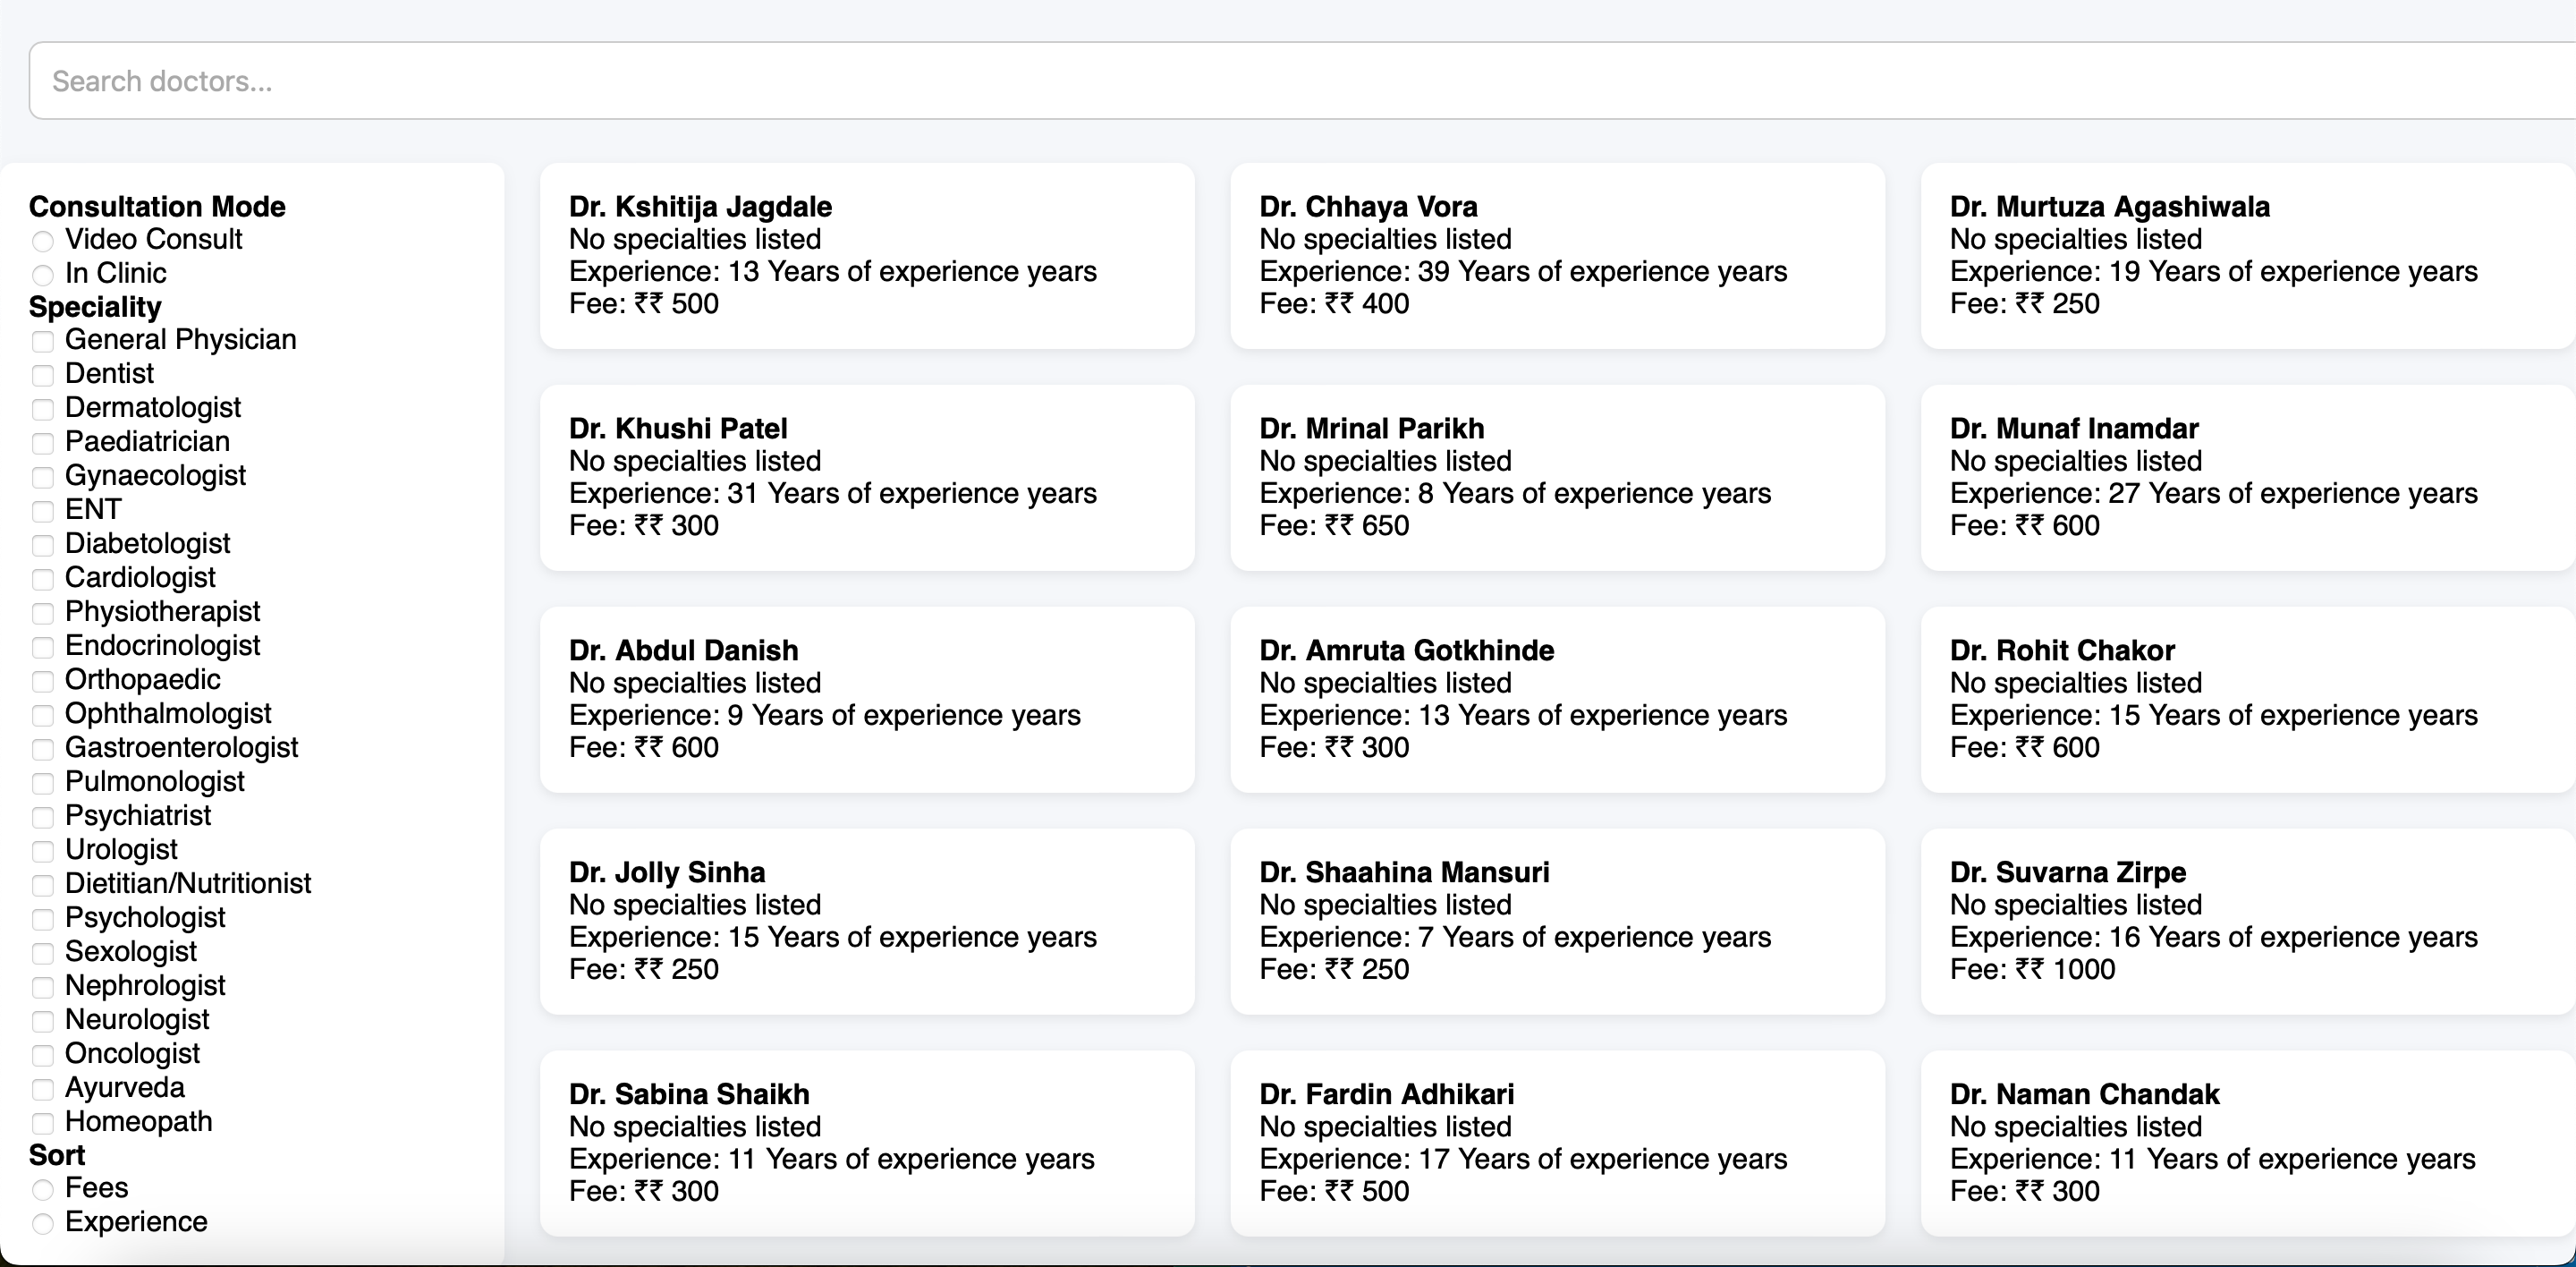 Search doctors...
Consultation Mode
Video Consult
In Clinic
Speciality
General Physician
Dentist
Dermatologist
Paediatrician
Gynaecologist
ENT
Diabetologist
Cardiologist
Physiotherapist
Endocrinologist
Orthopaedic
Ophthalmologist
Gastroenterologist
Pulmonologist
Psychiatrist
Urologist
Dietitian/Nutritionist
Psychologist
Sexologist
Nephrologist
Neurologist
Oncologist
Ayurveda
Homeopath
Sort
Fees
Experience
Dr. Kshitija Jagdale
No specialties listed
Experience: 13 Years of experience years
Fee: ₹₹ 500
Dr. Chhaya Vora
No specialties listed
Experience: 39 Years of experience years
Fee: ₹₹ 400
Dr. Murtuza Agashiwala
No specialties listed
Experience: 19 Years of experience years
Fee: ₹₹ 250
Dr. Khushi Patel
No specialties listed
Experience: 31 Years of experience years
Fee: ₹₹ 300
Dr. Mrinal Parikh
No specialties listed
Experience: 8 Years of experience years
Fee: ₹₹ 650
Dr. Munaf Inamdar
No specialties listed
Experience: 27 Years of experience years
Fee: ₹₹ 600
Dr. Abdul Danish
No specialties listed
Experience: 9 Years of experience years
Fee: ₹₹ 600
Dr. Amruta Gotkhinde
No specialties listed
Experience: 13 Years of experience years
Fee: ₹₹ 300
Dr. Rohit Chakor
No specialties listed
Experience: 15 Years of experience years
Fee: ₹₹ 600
Dr. Jolly Sinha
No specialties listed
Experience: 15 Years of experience years
Fee: ₹₹ 250
Dr. Shaahina Mansuri
No specialties listed
Experience: 7 Years of experience years
Fee: ₹₹ 250
Dr. Suvarna Zirpe
No specialties listed
Experience: 16 Years of experience years
Fee: ₹₹ 1000
Dr. Sabina Shaikh
No specialties listed
Experience: 11 Years of experience years
Fee: ₹₹ 300
Dr. Fardin Adhikari
No specialties listed
Experience: 17 Years of experience years
Fee: ₹₹ 500
Dr. Naman Chandak
No specialties listed
Experience: 11 Years of experience years
Fee: ₹₹ 300